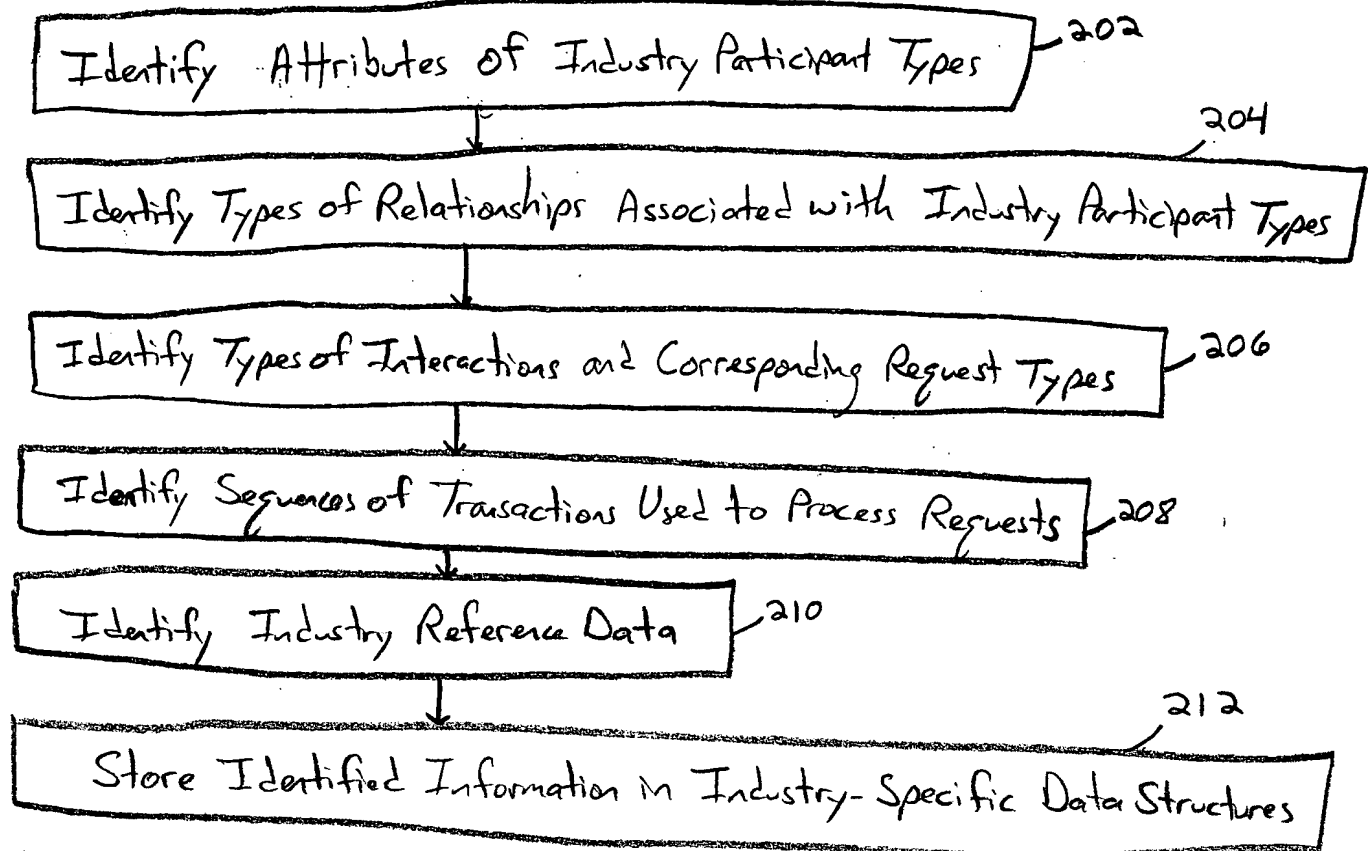 Identify Attributes of Industry Participant Types
202
204
Identify Types of Relationships Associated with Industry Participant Types
Identify Types of Interactions and Corresponding Request Types
206
Identify Sequences of Transactions Used to Process Requests
208
Identify Industry Reference Data
210
212
Store Identified Information in Industry-Specific Data Structures